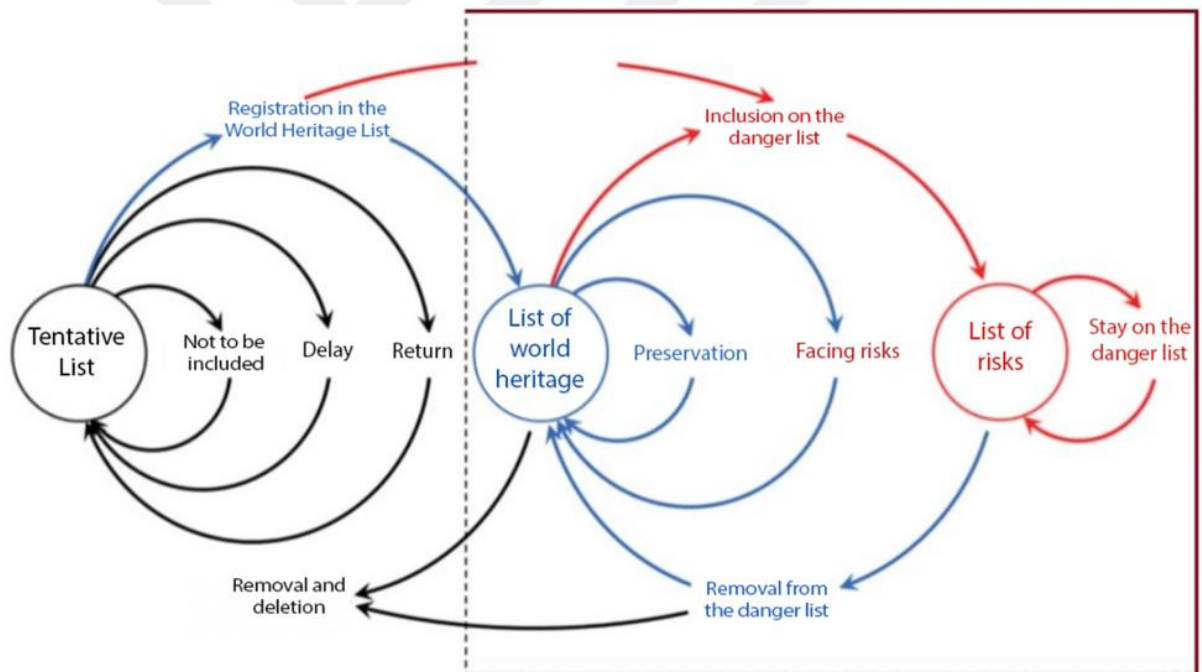 Registration in the
World Heritage List
Inclusion on the
danger list
Tentative
List
Not to be
included
Delay
Return
List of
world
heritage
Preservation
Facing risks
List of
risks
Stay on the
danger list
Removal and
deletion
Removal from
the danger list